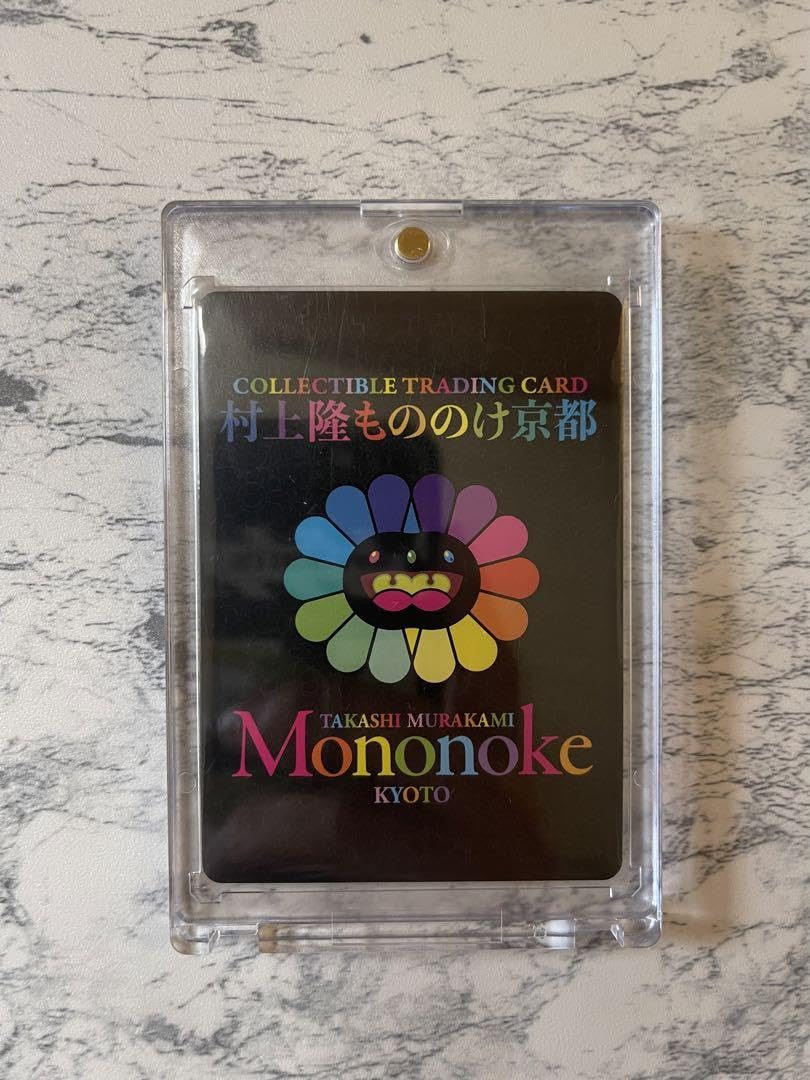 COLLECTIBLE TRADING CARD
村上隆もののけ京都
TAKASHI MURAKAMI
Mononoke
KYOTO